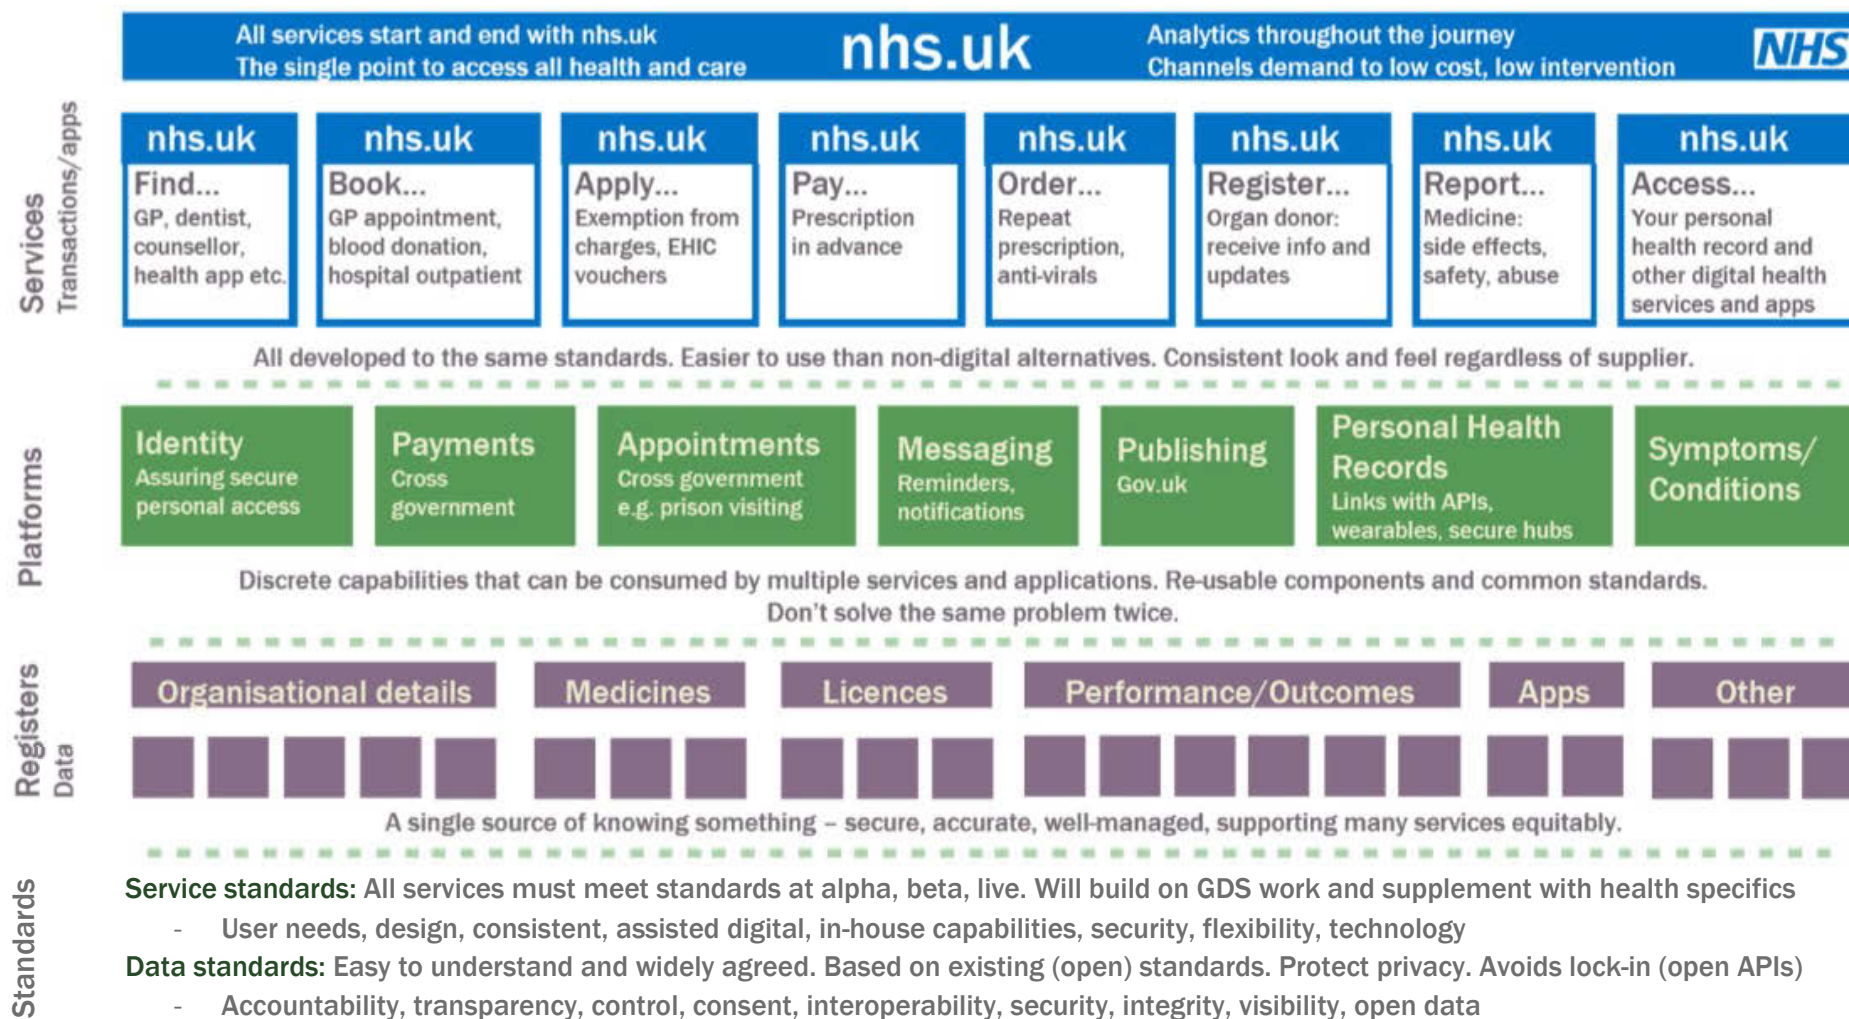 All services start and end with nhs.uk
The single point to access all health and care
nhs.uk
Analytics throughout the journey
Channels demand to low cost, low intervention
NHS
Services
Transactions/apps
nhs.uk
Find...
GP, dentist,
counsellor,
health app etc.
nhs.uk
Book...
GP appointment,
blood donation,
hospital outpatient
nhs.uk
Apply...
Exemption from
charges, EHIC
vouchers
nhs.uk
Pay...
Prescription
in advance
nhs.uk
Order...
Repeat
prescription,
anti-virals
nhs.uk
Register...
Organ donor:
receive info and
updates
nhs.uk
Report...
Medicine:
side effects,
safety, abuse
nhs.uk
Access...
Your personal
health record and
other digital health
services and apps
All developed to the same standards. Easier to use than non-digital alternatives. Consistent look and feel regardless of supplier.
Platforms
Identity
Assuring secure
personal access
Payments
Cross
government
Appointments
Cross government
e.g. prison visiting
Messaging
Reminders,
notifications
Publishing
Gov.uk
Personal Health
Records
Links with APIs,
wearables, secure hubs
Symptoms/
Conditions
Discrete capabilities that can be consumed by multiple services and applications. Re-usable components and common standards.
Don't solve the same problem twice.
Registers
Data
Organisational details
Medicines
Licences
Performance/Outcomes
Apps
Other
A single source of knowing something – secure, accurate, well-managed, supporting many services equitably.
Standards
Service standards: All services must meet standards at alpha, beta, live. Will build on GDS work and supplement with health specifics
- User needs, design, consistent, assisted digital, in-house capabilities, security, flexibility, technology
Data standards: Easy to understand and widely agreed. Based on existing (open) standards. Protect privacy. Avoids lock-in (open APIs)
- Accountability, transparency, control, consent, interoperability, security, integrity, visibility, open data